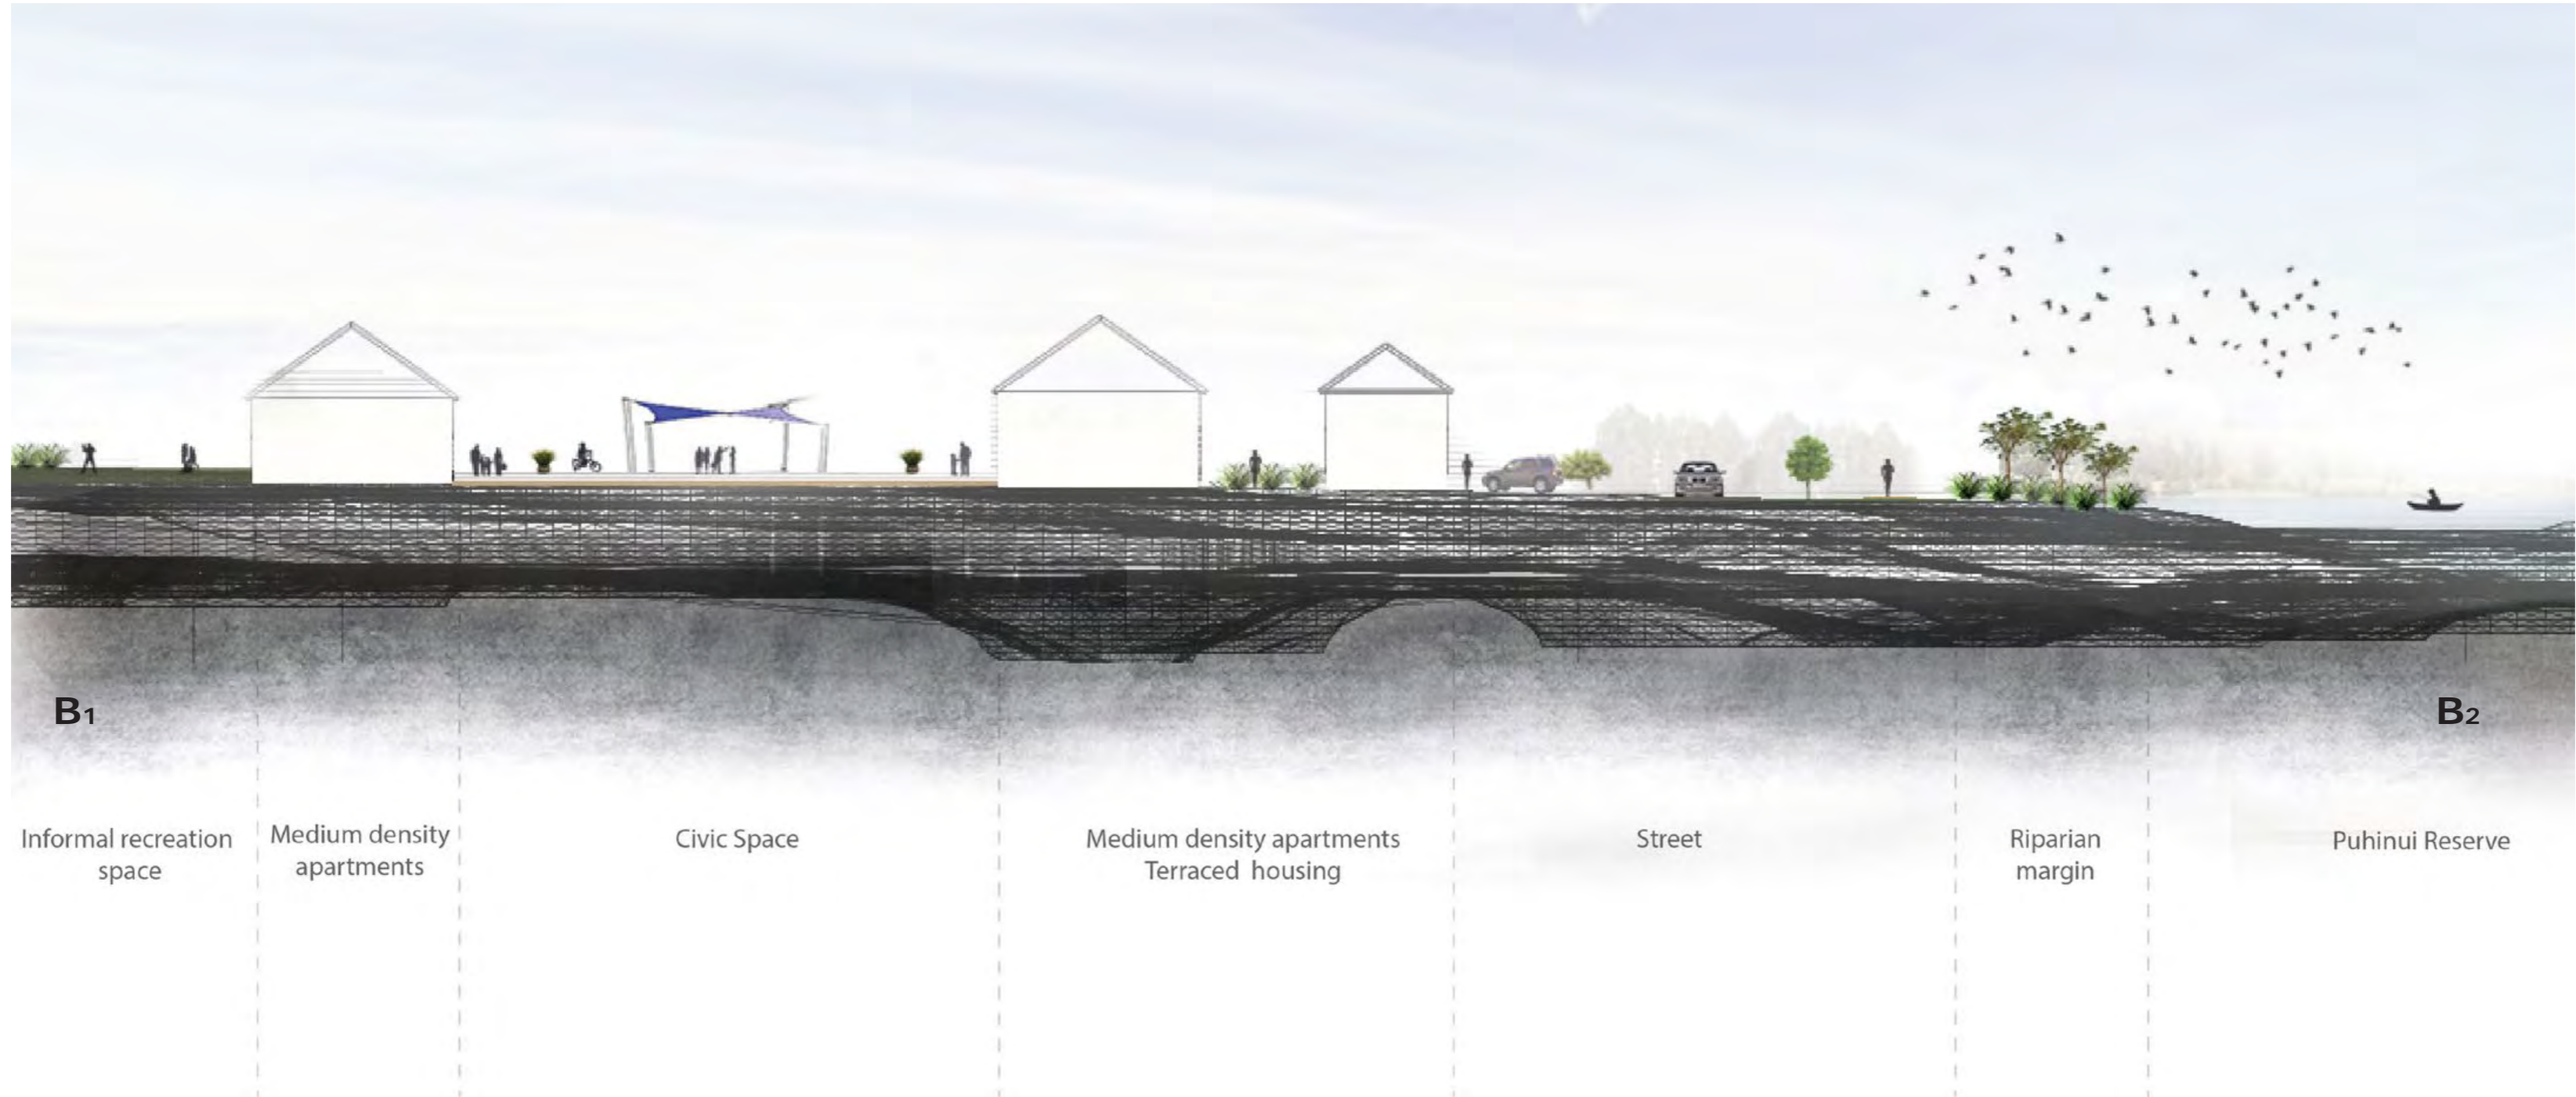 B1
B2
Informal recreation
space
Medium density
apartments
Civic Space
Medium density apartments
Terraced housing
Street
Riparian
margin
Puhinui Reserve